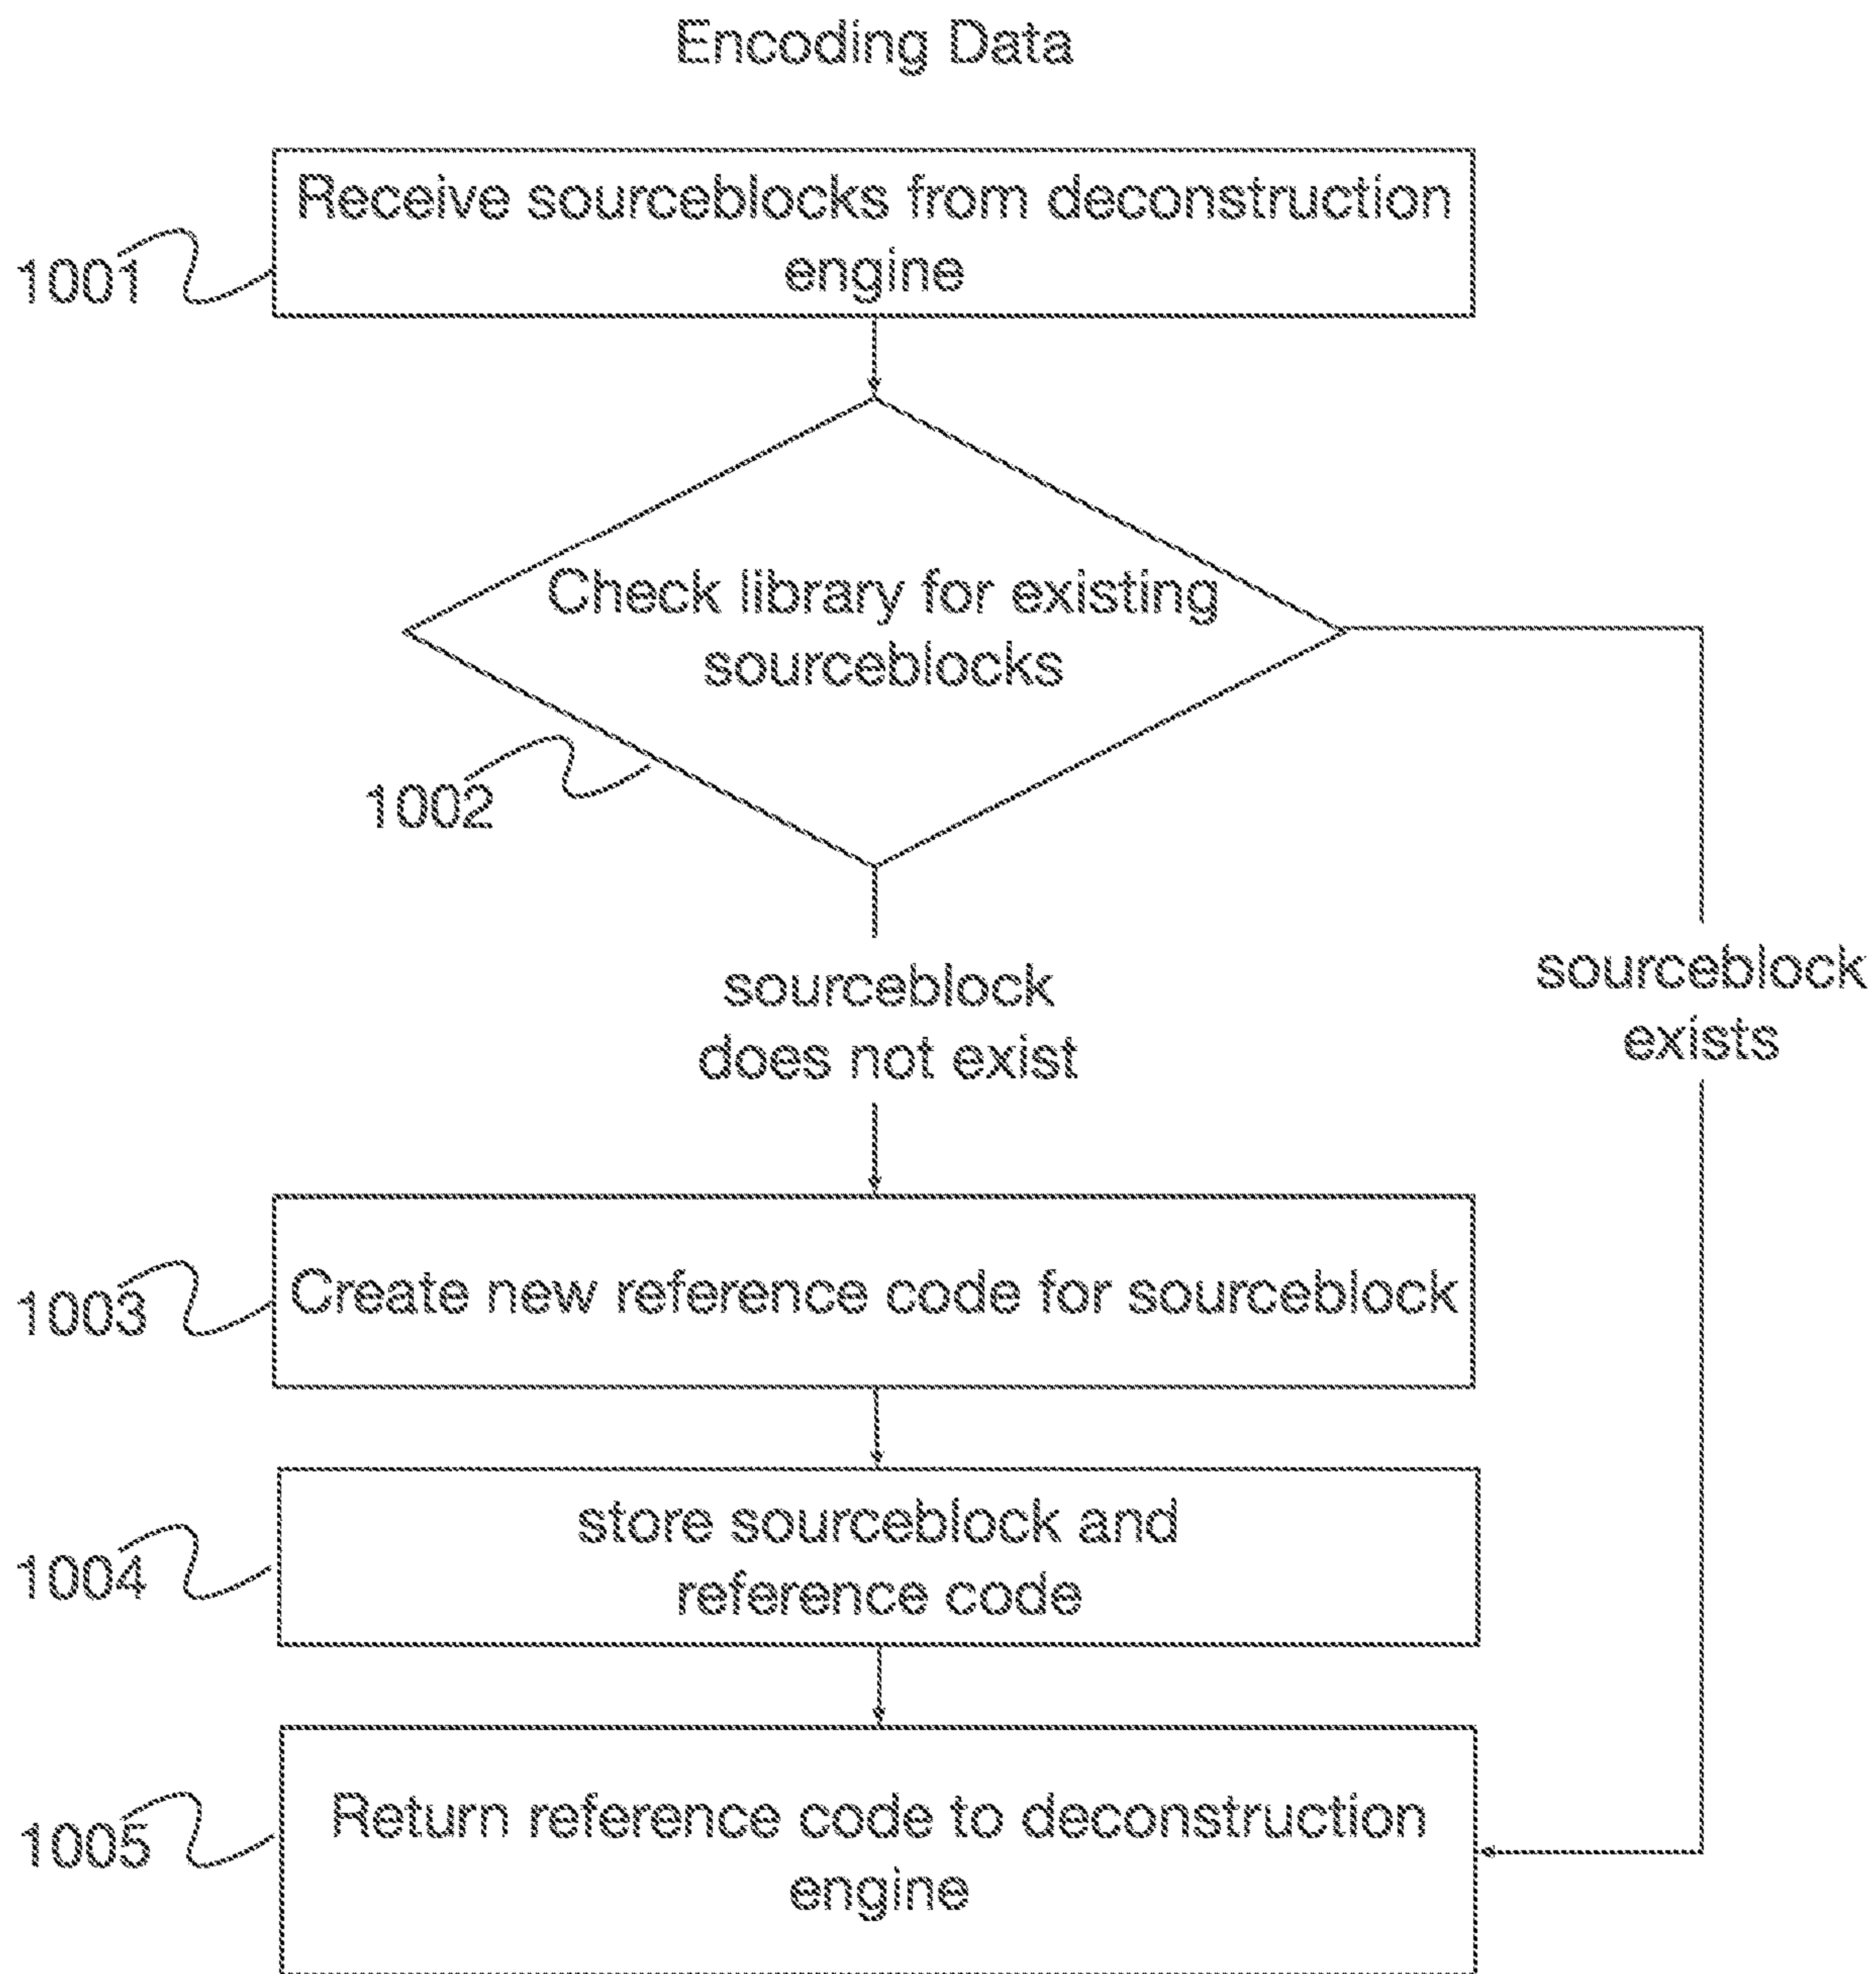 Encoding Data
Receive sourceblocks from deconstruction
engine
1001
Check library for existing
sourceblocks
1002
sourceblock
does not exist
sourceblock
exists
Create new reference code for sourceblock
1003
store sourceblock and
reference code
1004
Return reference code to deconstruction
engine
1005